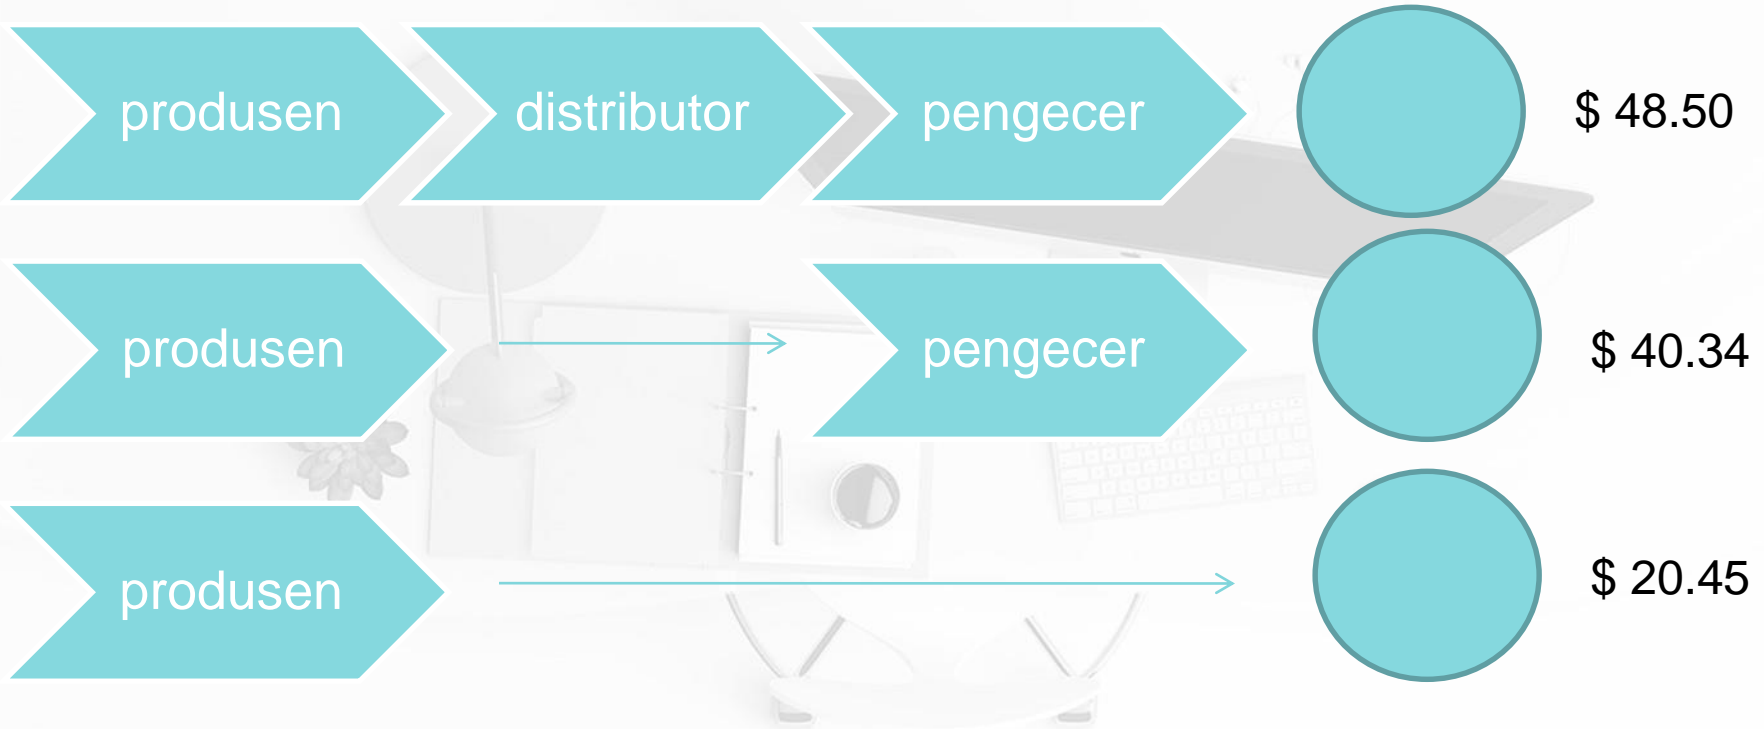 produsen distributor pengecer $ 48.50
produsen pengecer $ 40.34
produsen $ 20.45